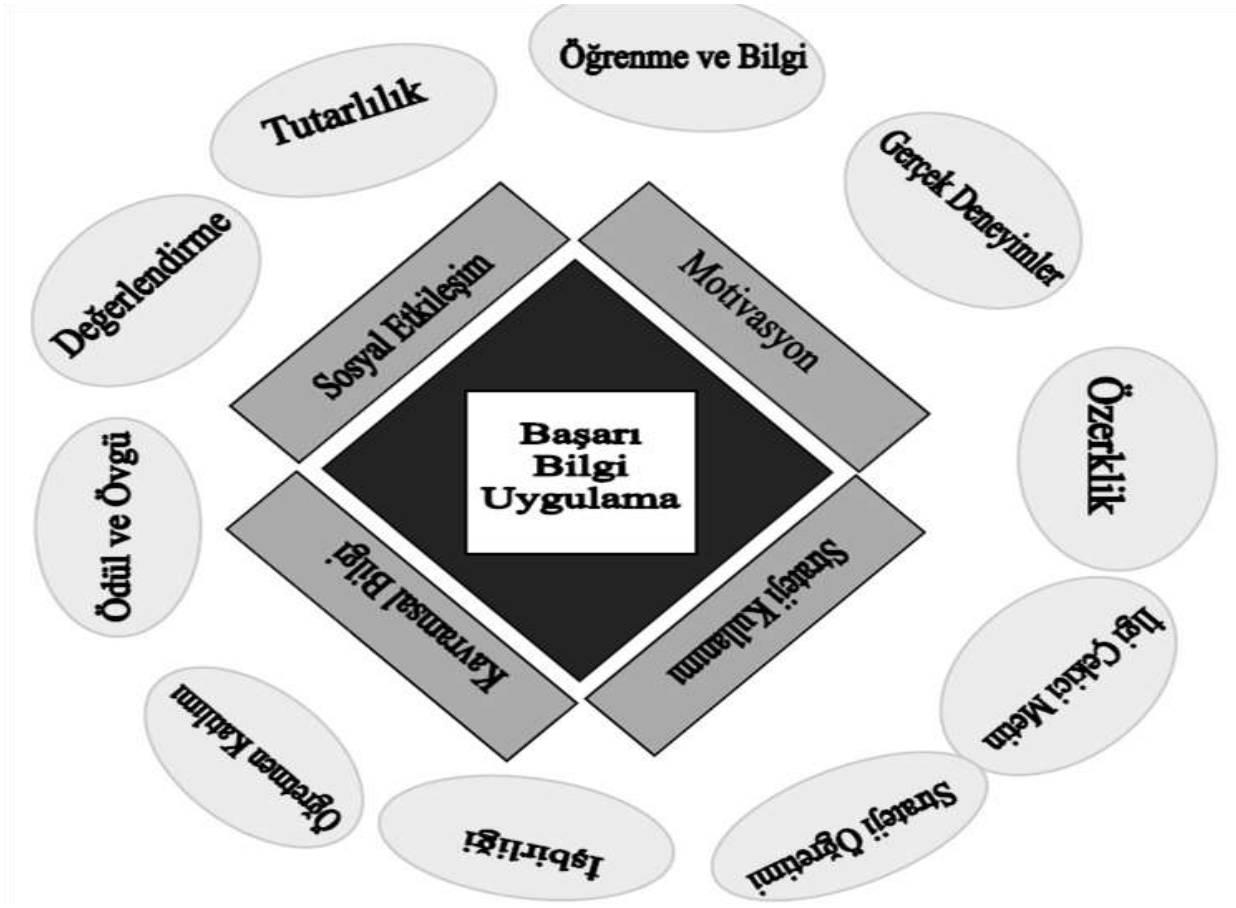 Öğrenme ve Bilgi
Tutarlılık
Gerçek Deneyimler
Değerlendirme
Sosyal Etkileşim
Motivasyon
Özerklik
Başarı
Bilgi
Uygulama
Ödül ve Övgü
Kavramsal Bilgi
Strateji Kullanımı
İlgi Çekici Metin
Öğretmen Katılımı
İşbirliği
Strateji Öğretimi